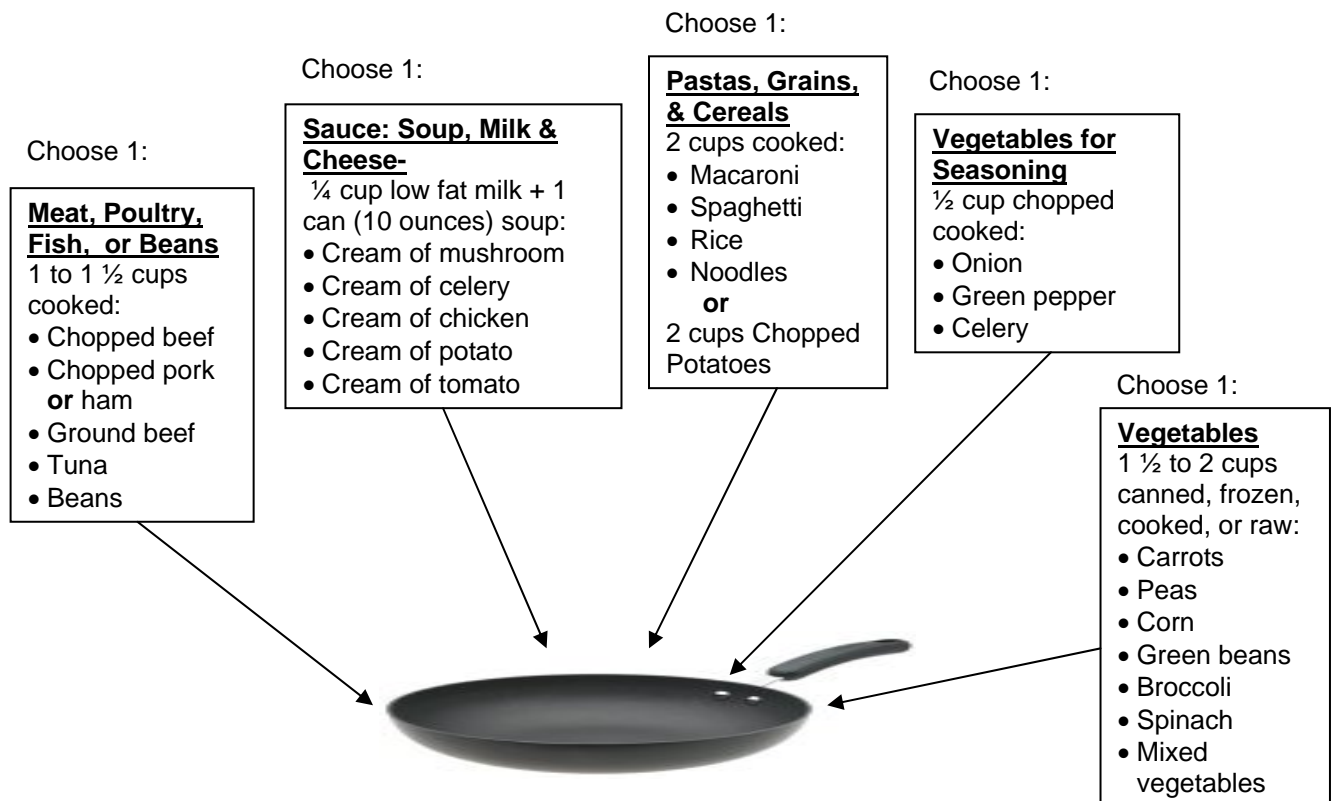 Choose 1:
Meat, Poultry,
Fish, or Beans
1 to 1 ½ cups
cooked:
• Chopped beef
• Chopped pork
or ham
• Ground beef
• Tuna
• Beans
Choose 1:
Sauce: Soup, Milk &
Cheese-
¼ cup low fat milk + 1
can (10 ounces) soup:
• Cream of mushroom
• Cream of celery
• Cream of chicken
• Cream of potato
• Cream of tomato
Choose 1:
Pastas, Grains,
& Cereals
2 cups cooked:
• Macaroni
• Spaghetti
• Rice
• Noodles
or
2 cups Chopped
Potatoes
Choose 1:
Vegetables for
Seasoning
½ cup chopped
cooked:
• Onion
• Green pepper
• Celery
Choose 1:
Vegetables
1 ½ to 2 cups
canned, frozen,
cooked, or raw:
• Carrots
• Peas
• Corn
• Green beans
• Broccoli
• Spinach
• Mixed
vegetables